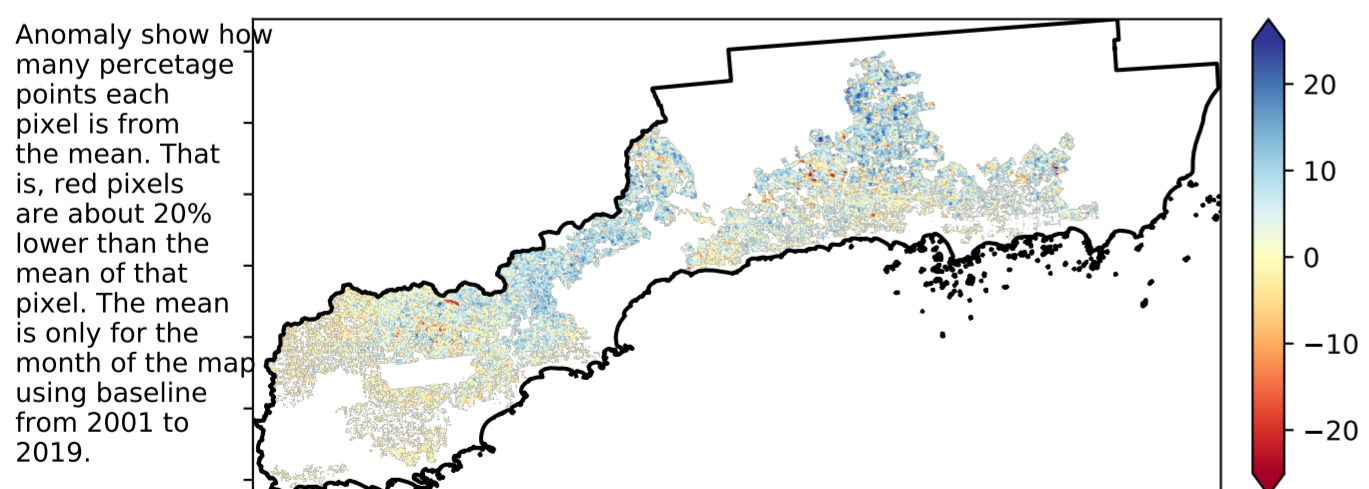 Anomaly show how
many percetage
points each
pixel is from
the mean. That
is, red pixels
are about 20%
lower than the
mean of that
pixel. The mean
is only for the
month of the map
using baseline
from 2001 to
2019.
20
10
0
−10
−20